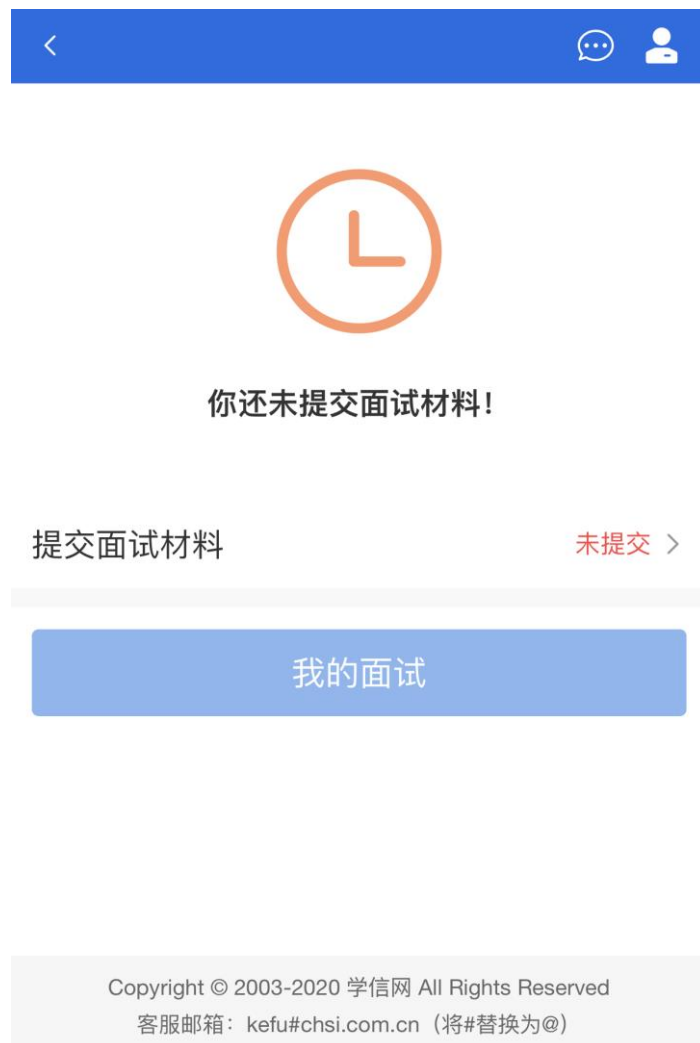 你还未提交面试材料！
提交面试材料 未提交
我的面试
Copyright © 2003-2020 学信网 All Rights Reserved
客服邮箱：kefu#chsi.com.cn（将#替换为@）